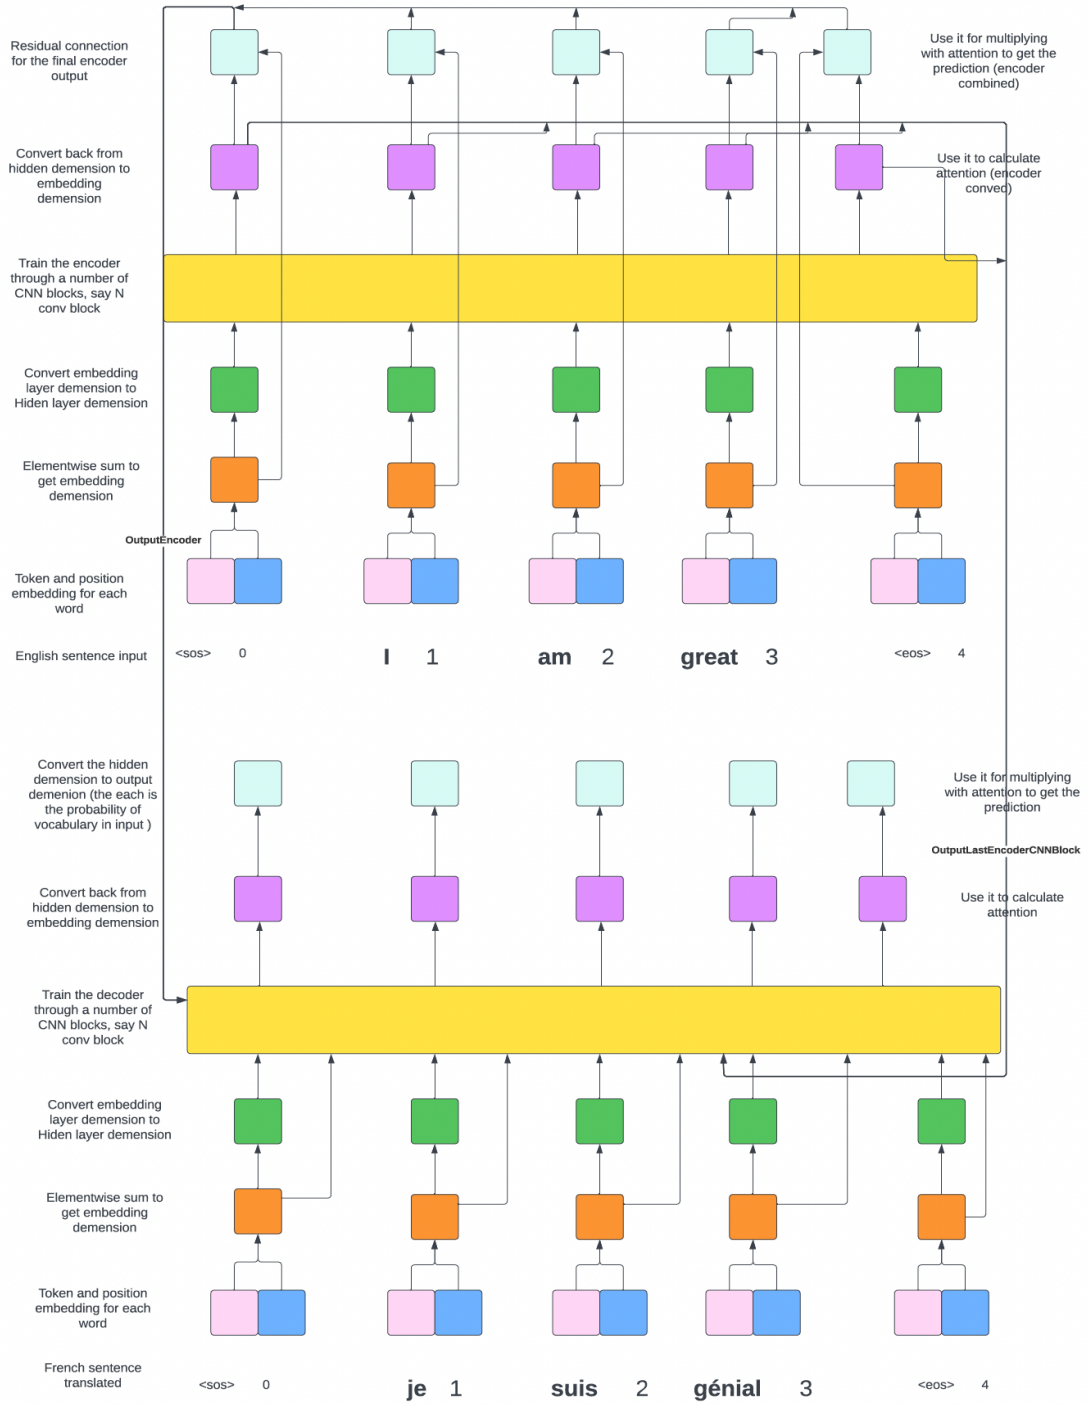 Residual connection
for the final encoder
output
Use it for multiplying
with attention to get the
prediction (encoder
combined)
Convert back from
hidden demension to
embedding
demension
Use it to calculate
attention (encoder
conved)
Train the encoder
through a number of
CNN blocks, say N
conv block
Convert embedding
layer demension to
Hiden layer demension
Elementwise sum to
get embedding
demension
OutputEncoder
Token and position
embedding for each
word
English sentence input
<sos> 0 I 1 am 2 great 3 <eos> 4
Convert the hidden
demension to output
demenion (the each is
the probability of
vocabulary in input )
Use it for multiplying
with attention to get the
prediction
OutputLastEncoderCNNBlock
Convert back from
hidden demension to
embedding demension
Use it to calculate
attention
Train the decoder
through a number of
CNN blocks, say N
conv block
Convert embedding
layer demension to
Hiden layer demension
Elementwise sum to
get embedding
demension
Token and position
embedding for each
word
French sentence
translated
<sos> 0 je 1 suis 2 génial 3 <eos> 4